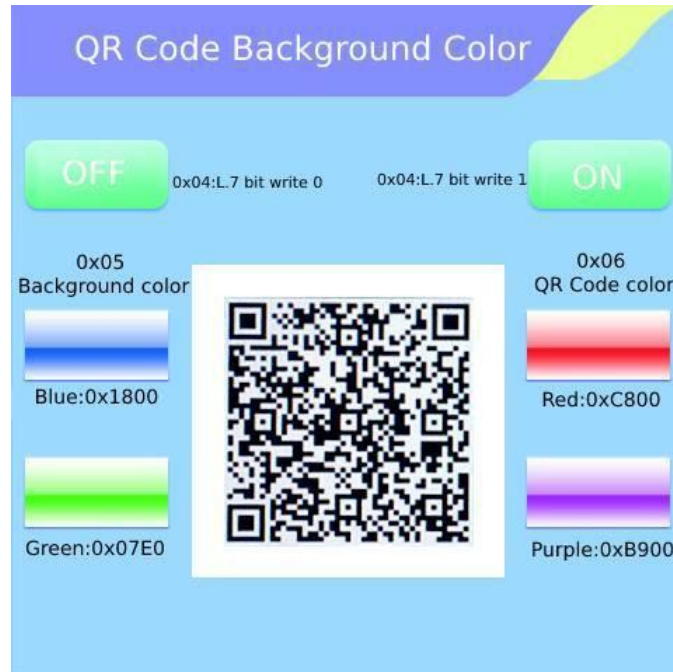 QR Code Background Color
OFF
0x04:L.7 bit write 0
0x04:L.7 bit write 1
ON
0x05
Background color
0x06
QR Code color
Blue:0x1800
Red:0xC800
Green:0x07E0
Purple:0xB900